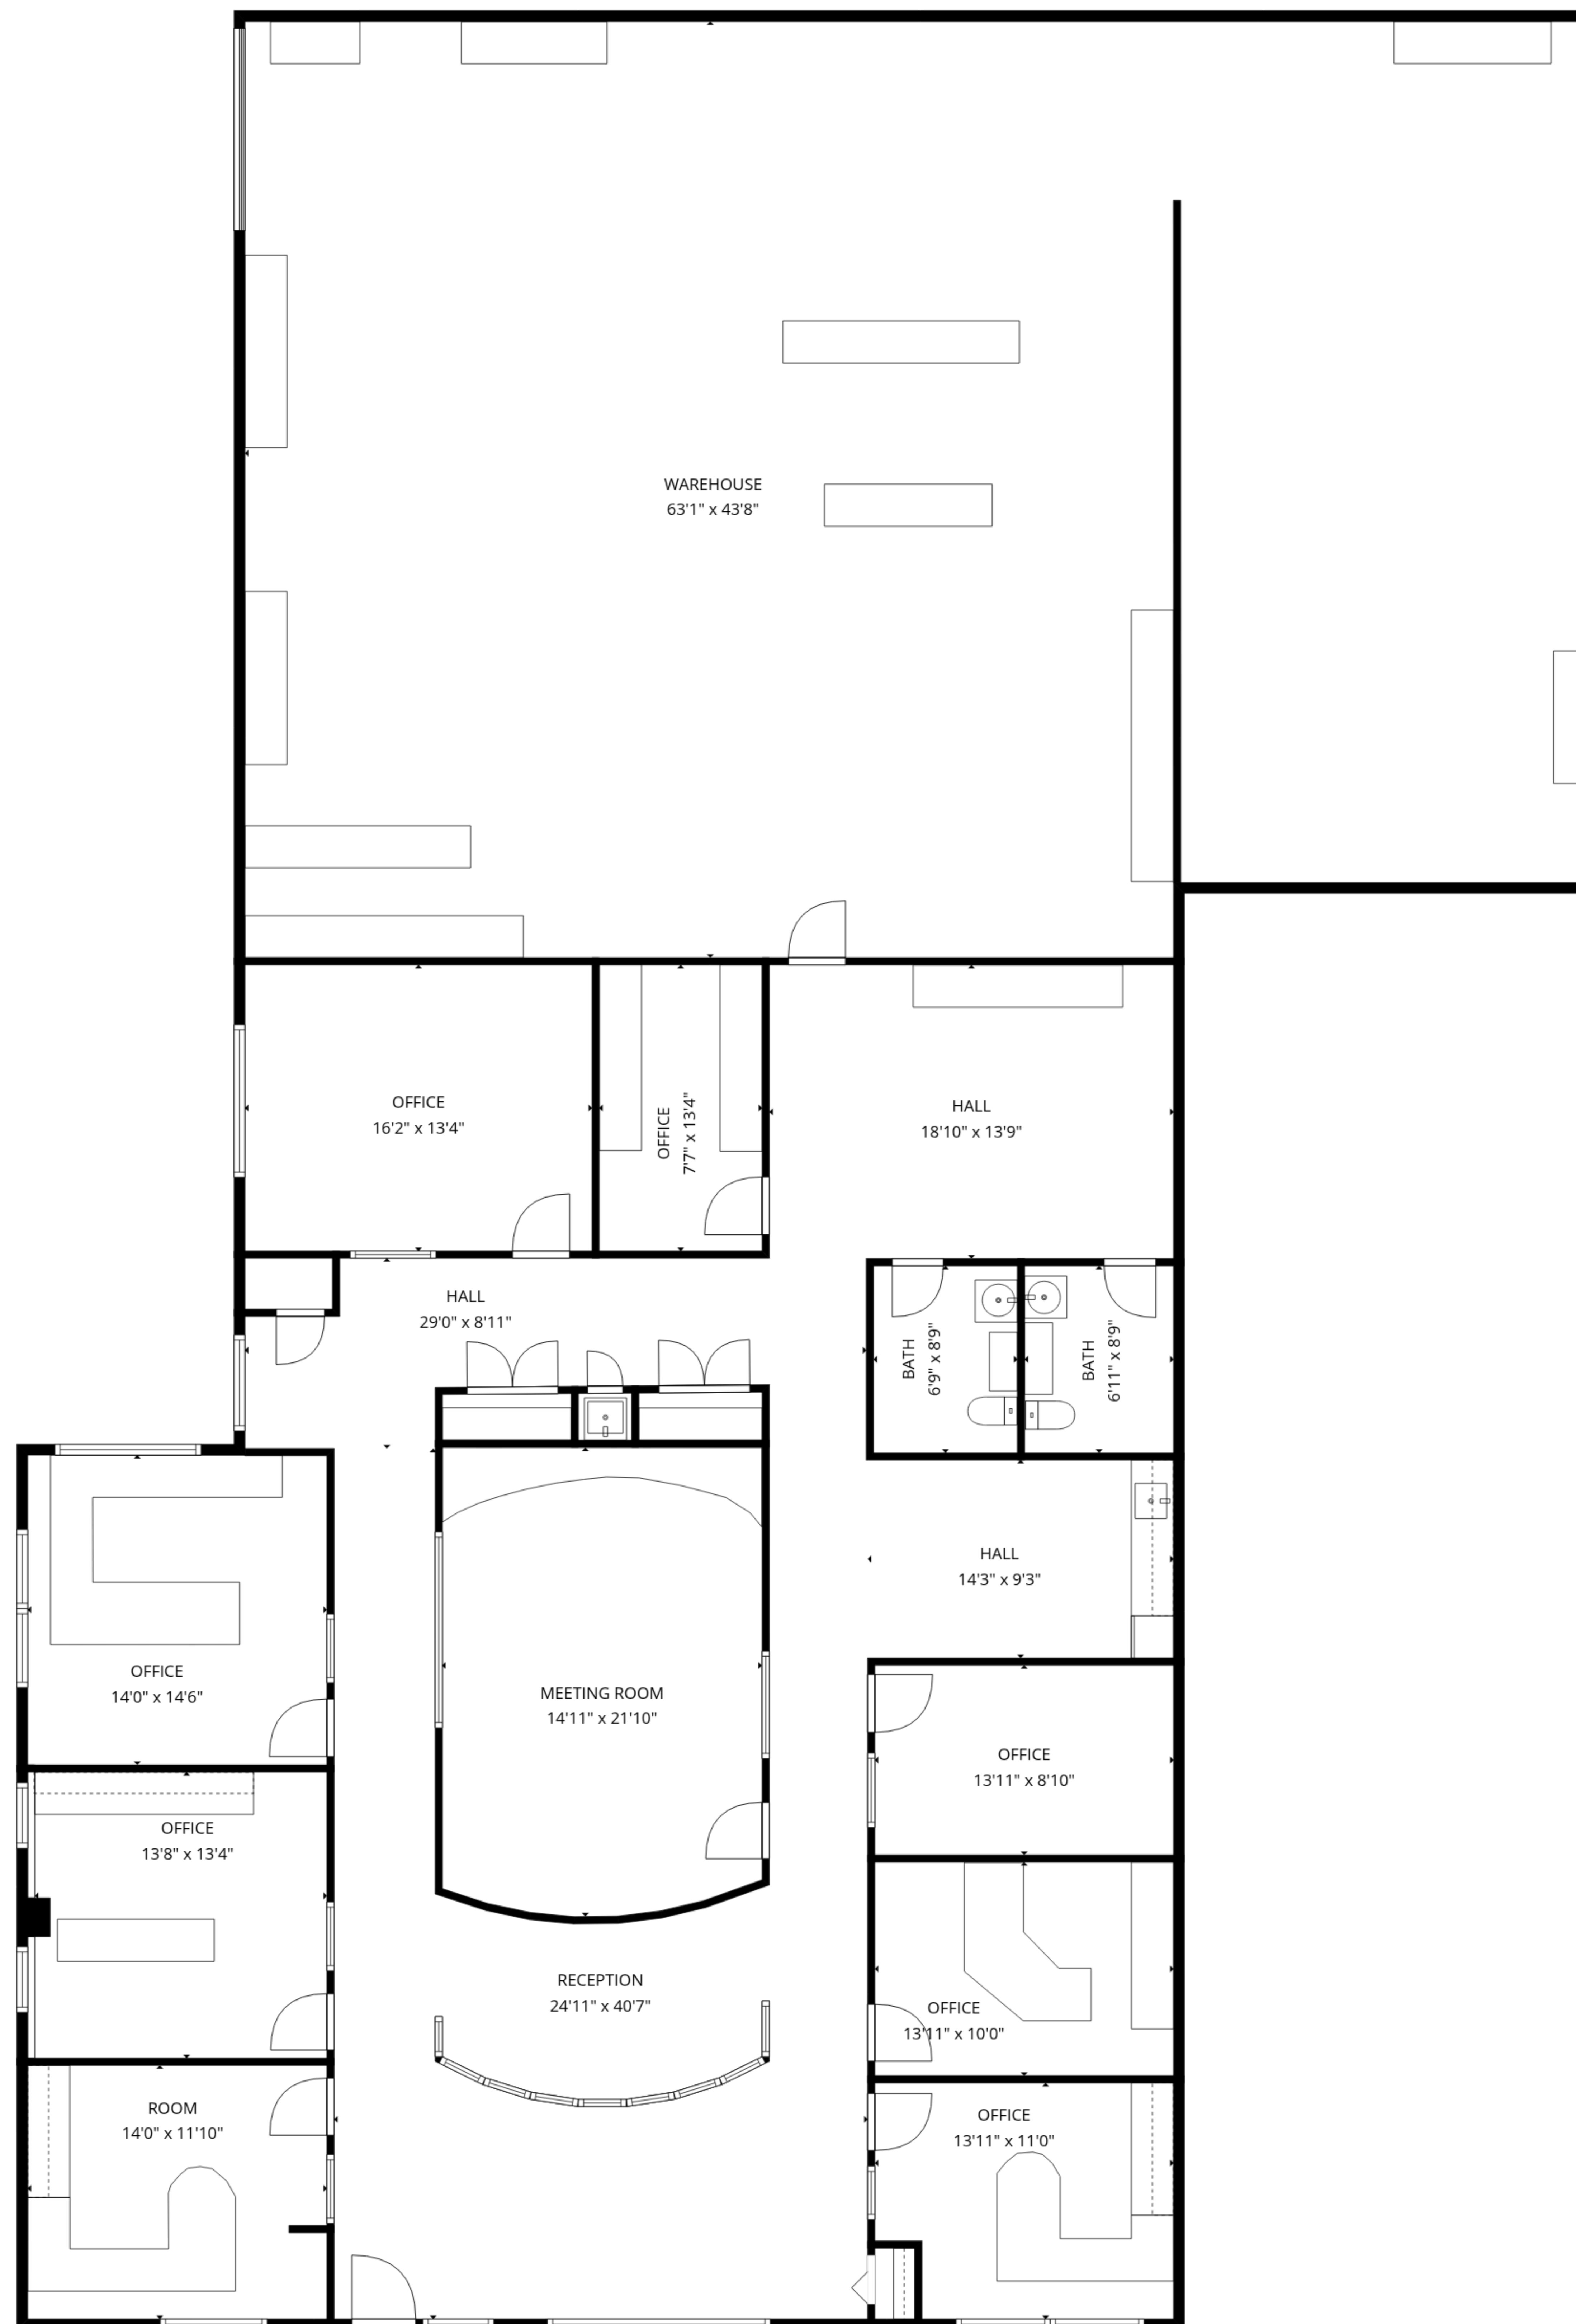 WAREHOUSE
63'1" x 43'8"
OFFICE
16'2" x 13'4"
OFFICE
7'7" x 13'4"
HALL
18'10" x 13'9"
HALL
29'0" x 8'11"
BATH
6'9" x 8'9"
BATH
6'11" x 8'9"
HALL
14'3" x 9'3"
OFFICE
14'0" x 14'6"
MEETING ROOM
14'11" x 21'10"
OFFICE
13'11" x 8'10"
OFFICE
13'8" x 13'4"
RECEPTION
24'11" x 40'7"
OFFICE
13'11" x 10'0"
ROOM
14'0" x 11'10"
OFFICE
13'11" x 11'0"